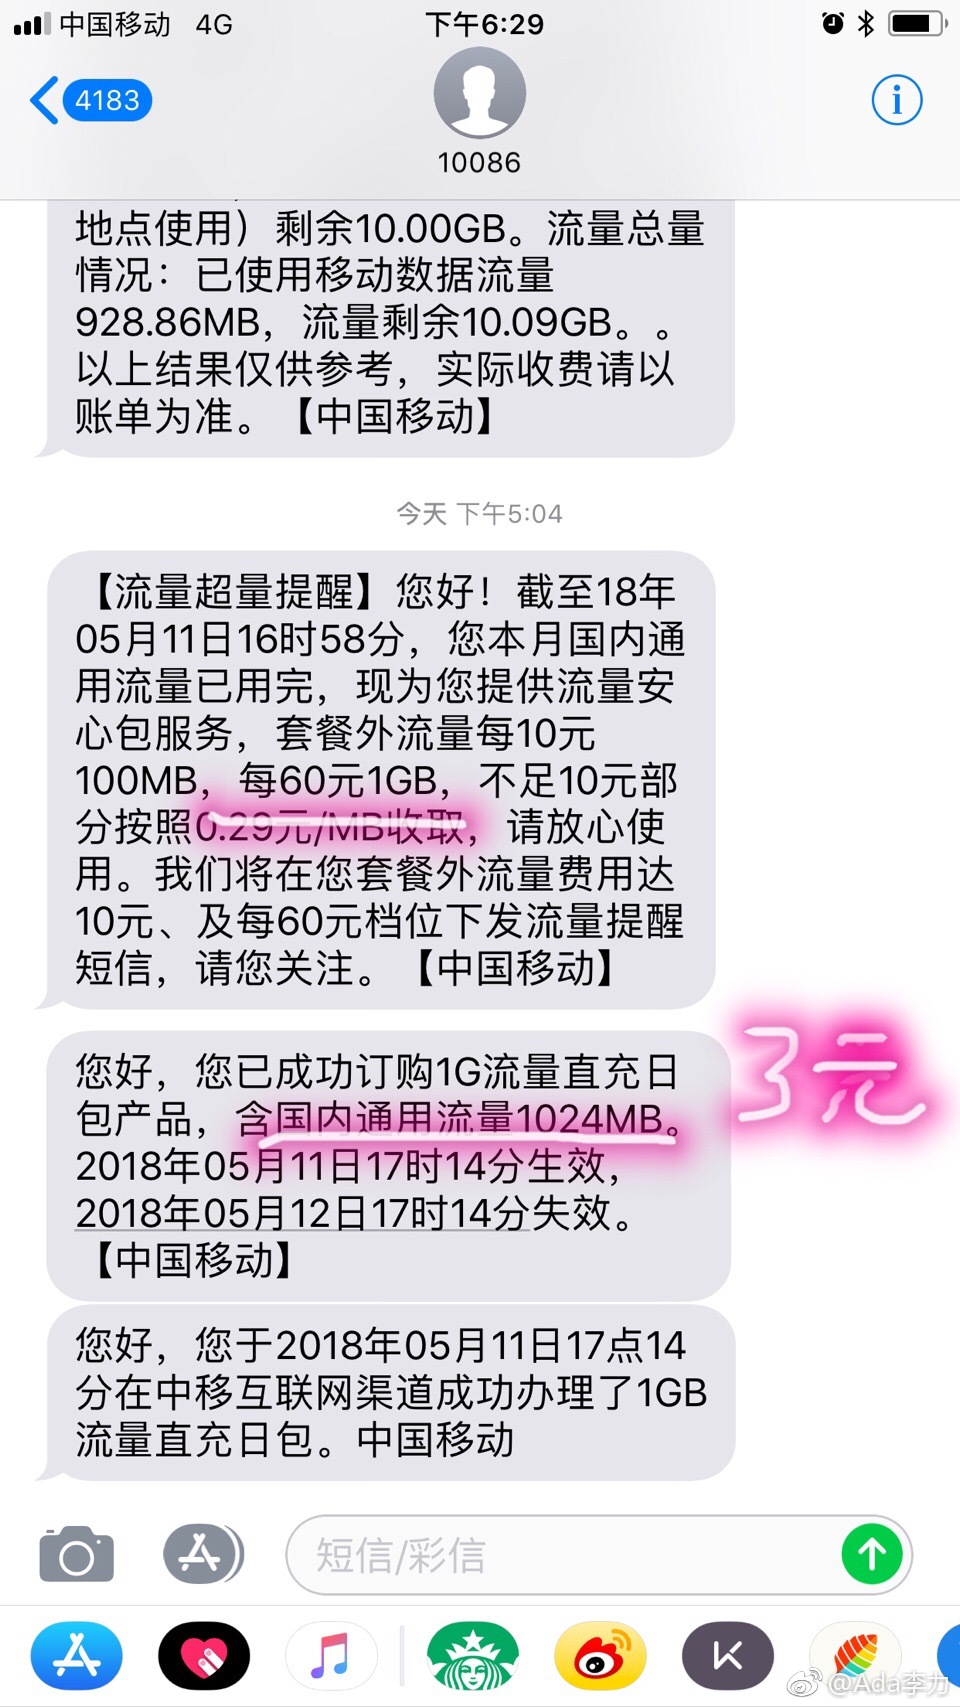 中国移动 4G 下午6:29
4183
10086
地点使用）剩余10.00GB。流量总量
情况：已使用移动数据流量
928.86MB，流量剩余10.09GB。。
以上结果仅供参考，实际收费请以
账单为准。【中国移动】
今天 下午5:04
【流量超量提醒】您好！截至18年
05月11日16时58分，您本月国内通
用流量已用完，现为您提供流量安
心包服务，套餐外流量每10元
100MB，每60元1GB，不足10元部
分按照0.29元/MB收取，请放心使
用。我们将在您套餐外流量费用达
10元、及每60元档位下发流量提醒
短信，请您关注。【中国移动】
3元
您好，您已成功订购1G流量直充日
包产品，含国内通用流量1024MB。
2018年05月11日17时14分生效，
2018年05月12日17时14分失效。
【中国移动】
您好，您于2018年05月11日17点14
分在中移互联网渠道成功办理了1GB
流量直充日包。中国移动
短信/彩信
@Ada李力